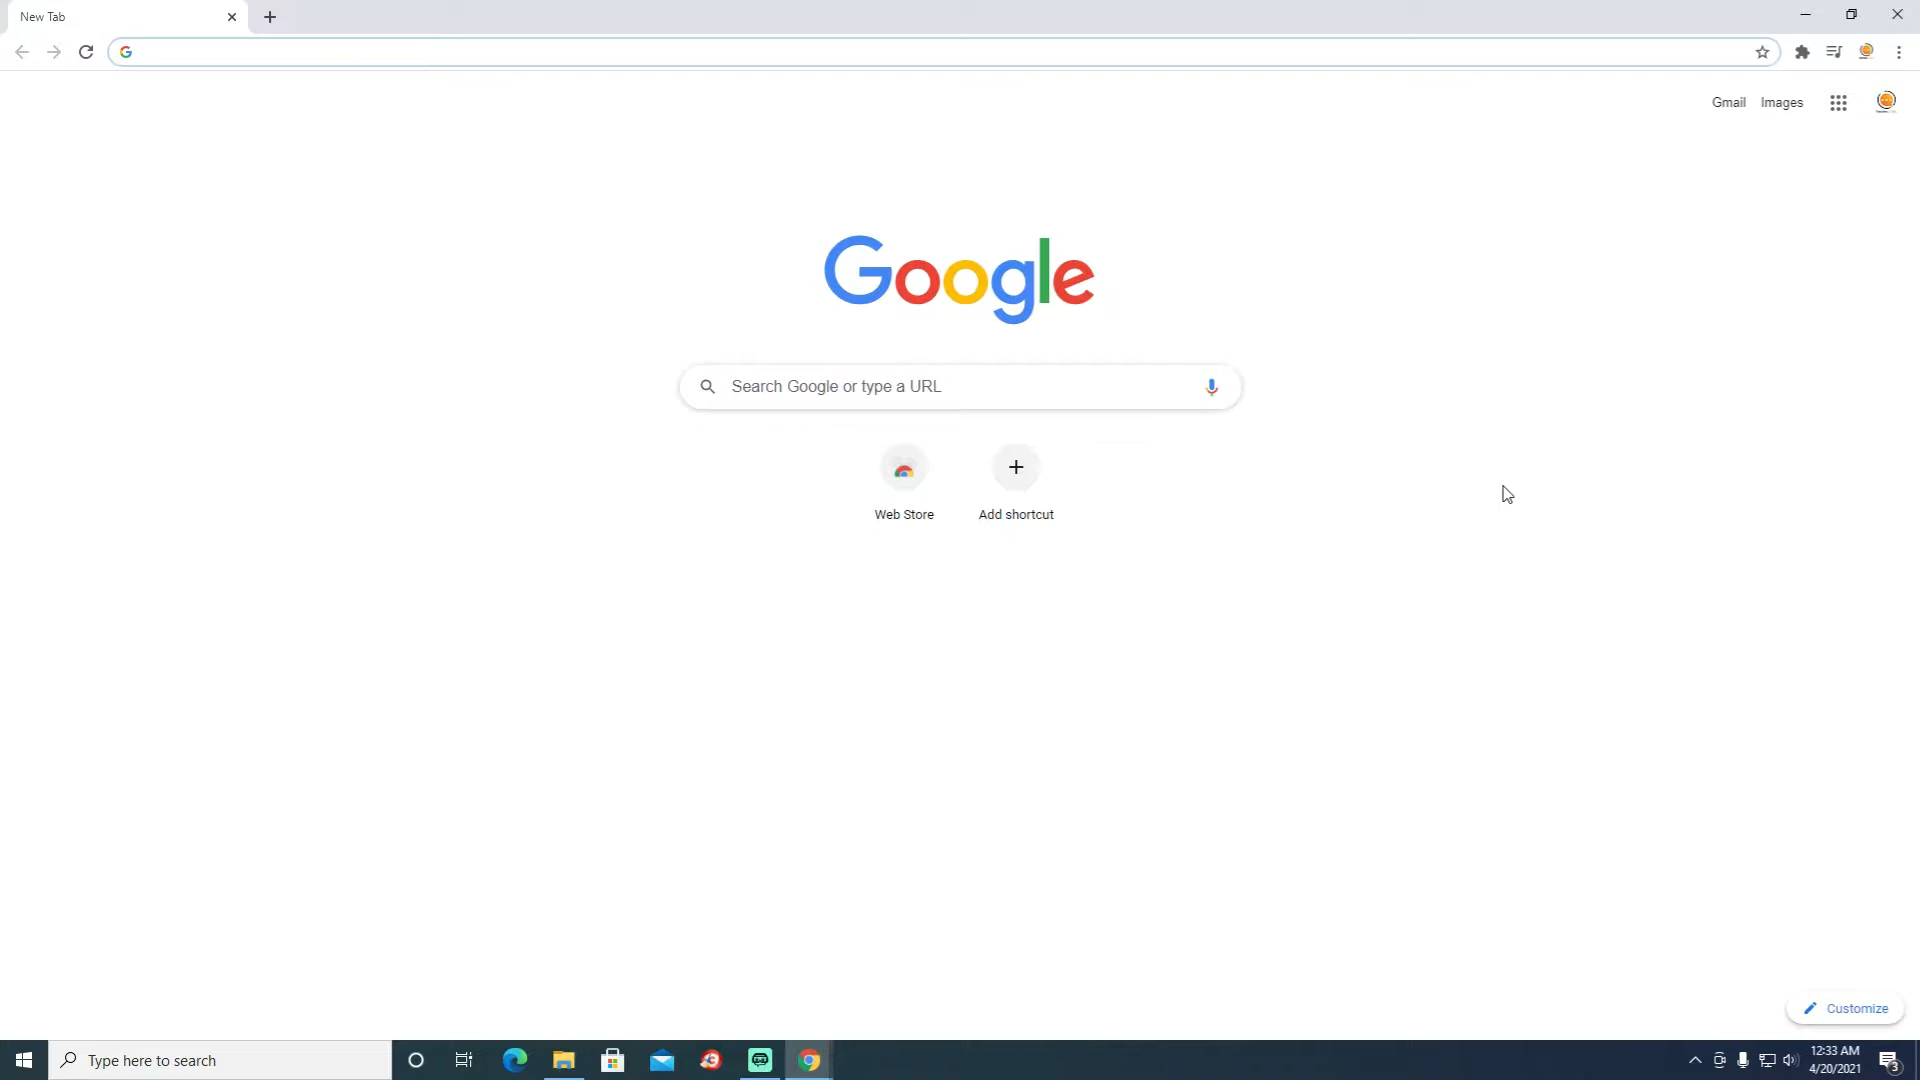 New Tab
Gmail Images
Google
Search Google or type a URL
Web Store Add shortcut
Customize
Type here to search
12:33 AM
4/20/2021
3